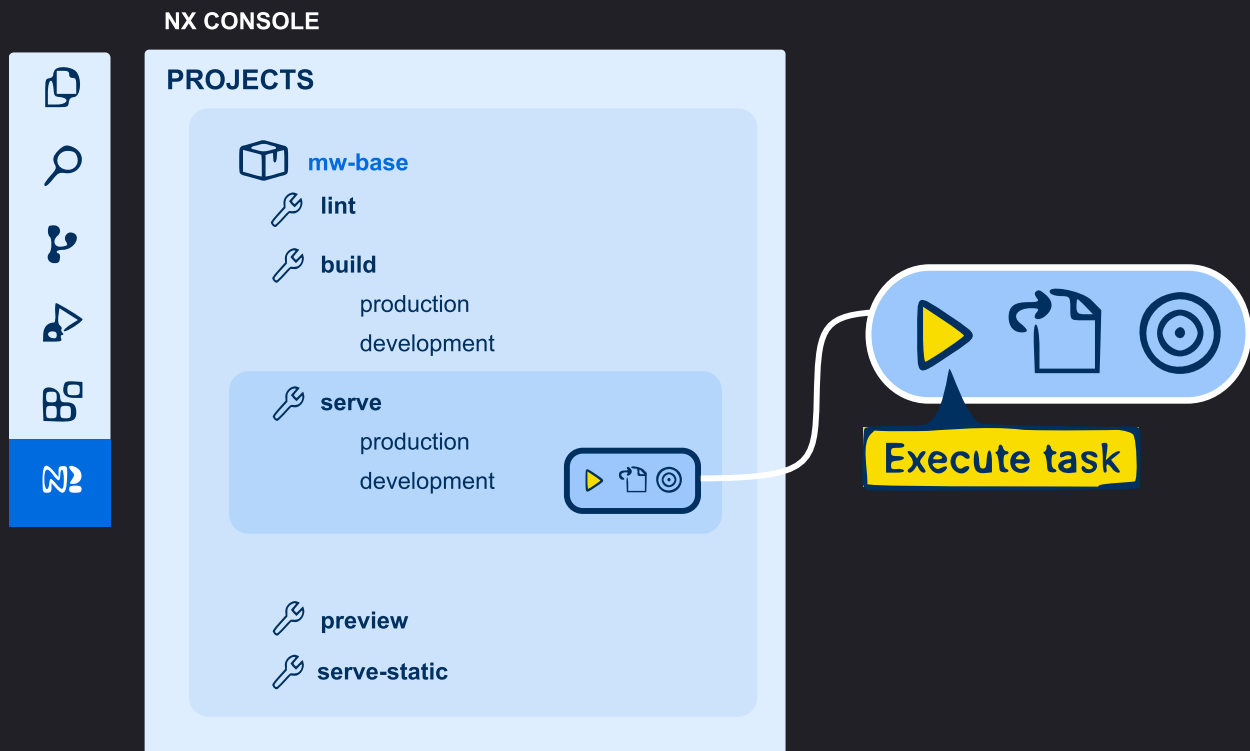 NX CONSOLE
PROJECTS
mw-base
lint
build
production
development
serve
production
development
Execute task
preview
serve-static